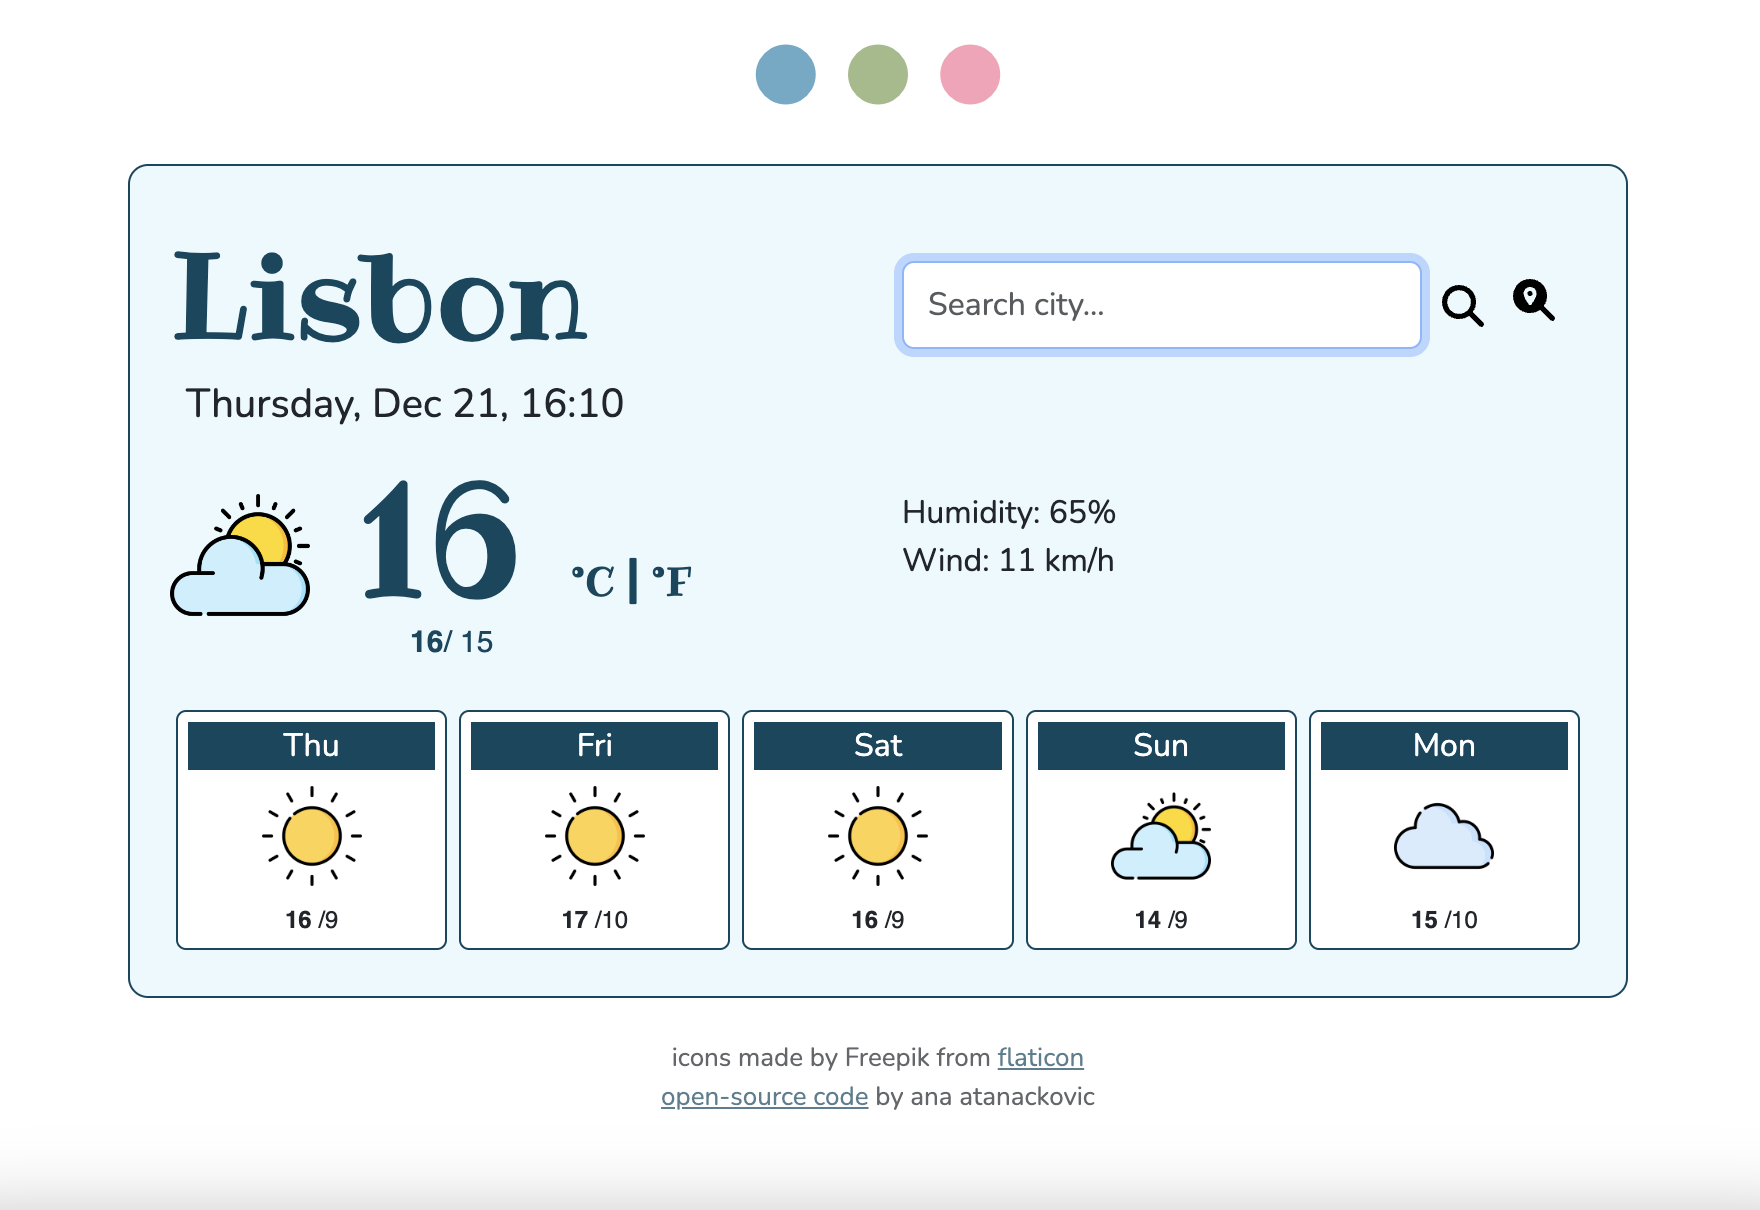 Lisbon
Search city...
Thursday, Dec 21, 16:10
16 °C | °F
16/ 15
Humidity: 65%
Wind: 11 km/h
Thu
16 /9
Fri
17 /10
Sat
16 /9
Sun
14 /9
Mon
15 /10
icons made by Freepik from flaticon
open-source code by ana atanackovic